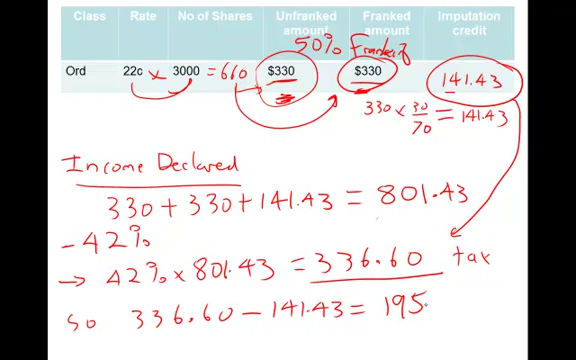 Class Rate No of Shares Unfranked amount Franked amount Imputation credit
50% Franked
Ord 22c × 3000 = 660 $330 $330 141.43
330 × 30/70 = 141.43
Income Declared
330 + 330 + 141.43 = 801.43
- 42%
→ 42% × 801.43 = 336.60 tax
so 336.60 - 141.43 = 195